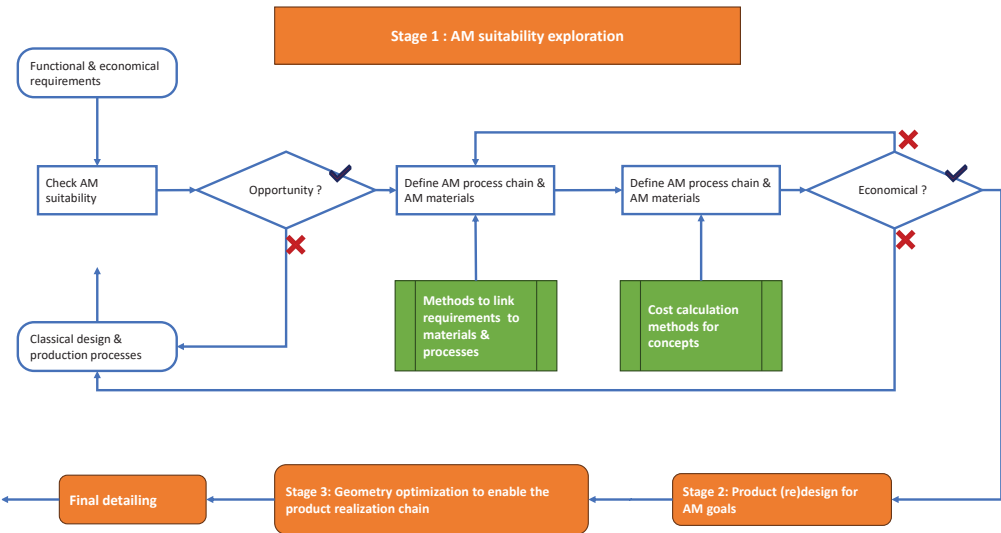 Stage 1 : AM suitability exploration
Functional & economical
requirements
Check AM
suitability
Opportunity ?
Define AM process chain &
AM materials
Define AM process chain &
AM materials
Economical ?
Methods to link
requirements to
materials &
processes
Cost calculation
methods for
concepts
Classical design &
production processes
Final detailing
Stage 3: Geometry optimization to enable the
product realization chain
Stage 2: Product (re)design for
AM goals